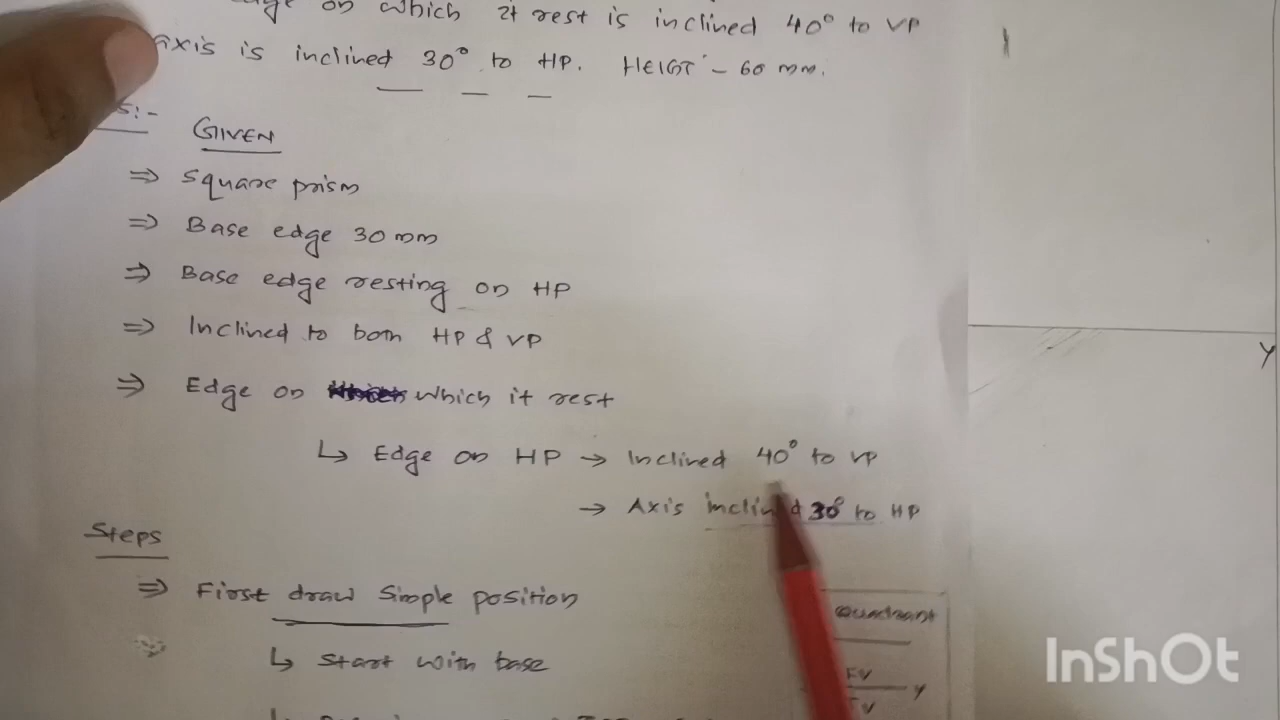 on which it rest is inclined 40° to VP
axis is inclined 30° to HP. HEIGT - 60 mm.
S:-
GIVEN
⇒ Square prism
⇒ Base edge 30 mm
⇒ Base edge resting on HP
⇒ Inclined to both HP & VP
⇒ Edge on which it rest
↳ Edge on HP → Inclined 40° to VP
→ Axis inclined 30° to HP
Steps
⇒ First draw Simple position
↳ Start with base
Quadrant
FV
TV
y
Y
InShOt